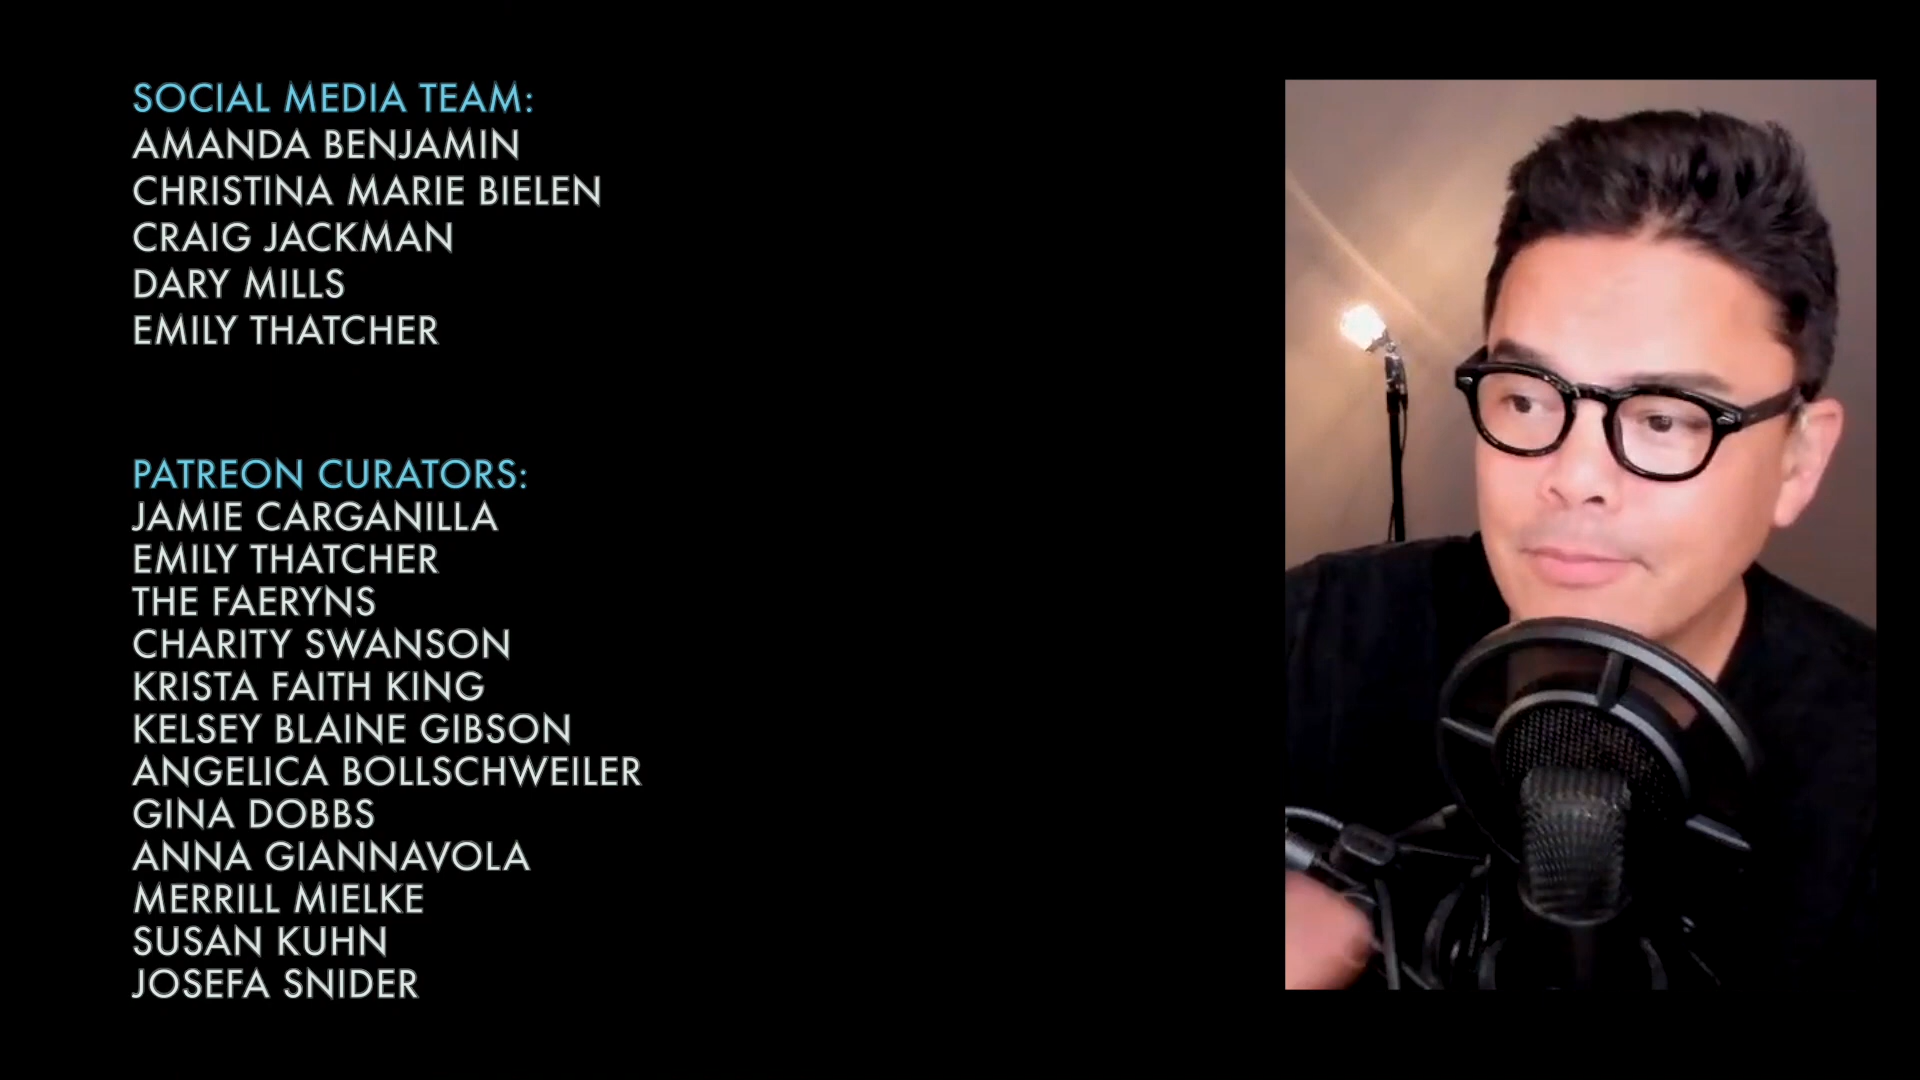 SOCIAL MEDIA TEAM:
AMANDA BENJAMIN
CHRISTINA MARIE BIELEN
CRAIG JACKMAN
DARY MILLS
EMILY THATCHER
PATREON CURATORS:
JAMIE CARGANILLA
EMILY THATCHER
THE FAERYNS
CHARITY SWANSON
KRISTA FAITH KING
KELSEY BLAINE GIBSON
ANGELICA BOLLSCHWEILER
GINA DOBBS
ANNA GIANNAVOLA
MERRILL MIELKE
SUSAN KUHN
JOSEFA SNIDER